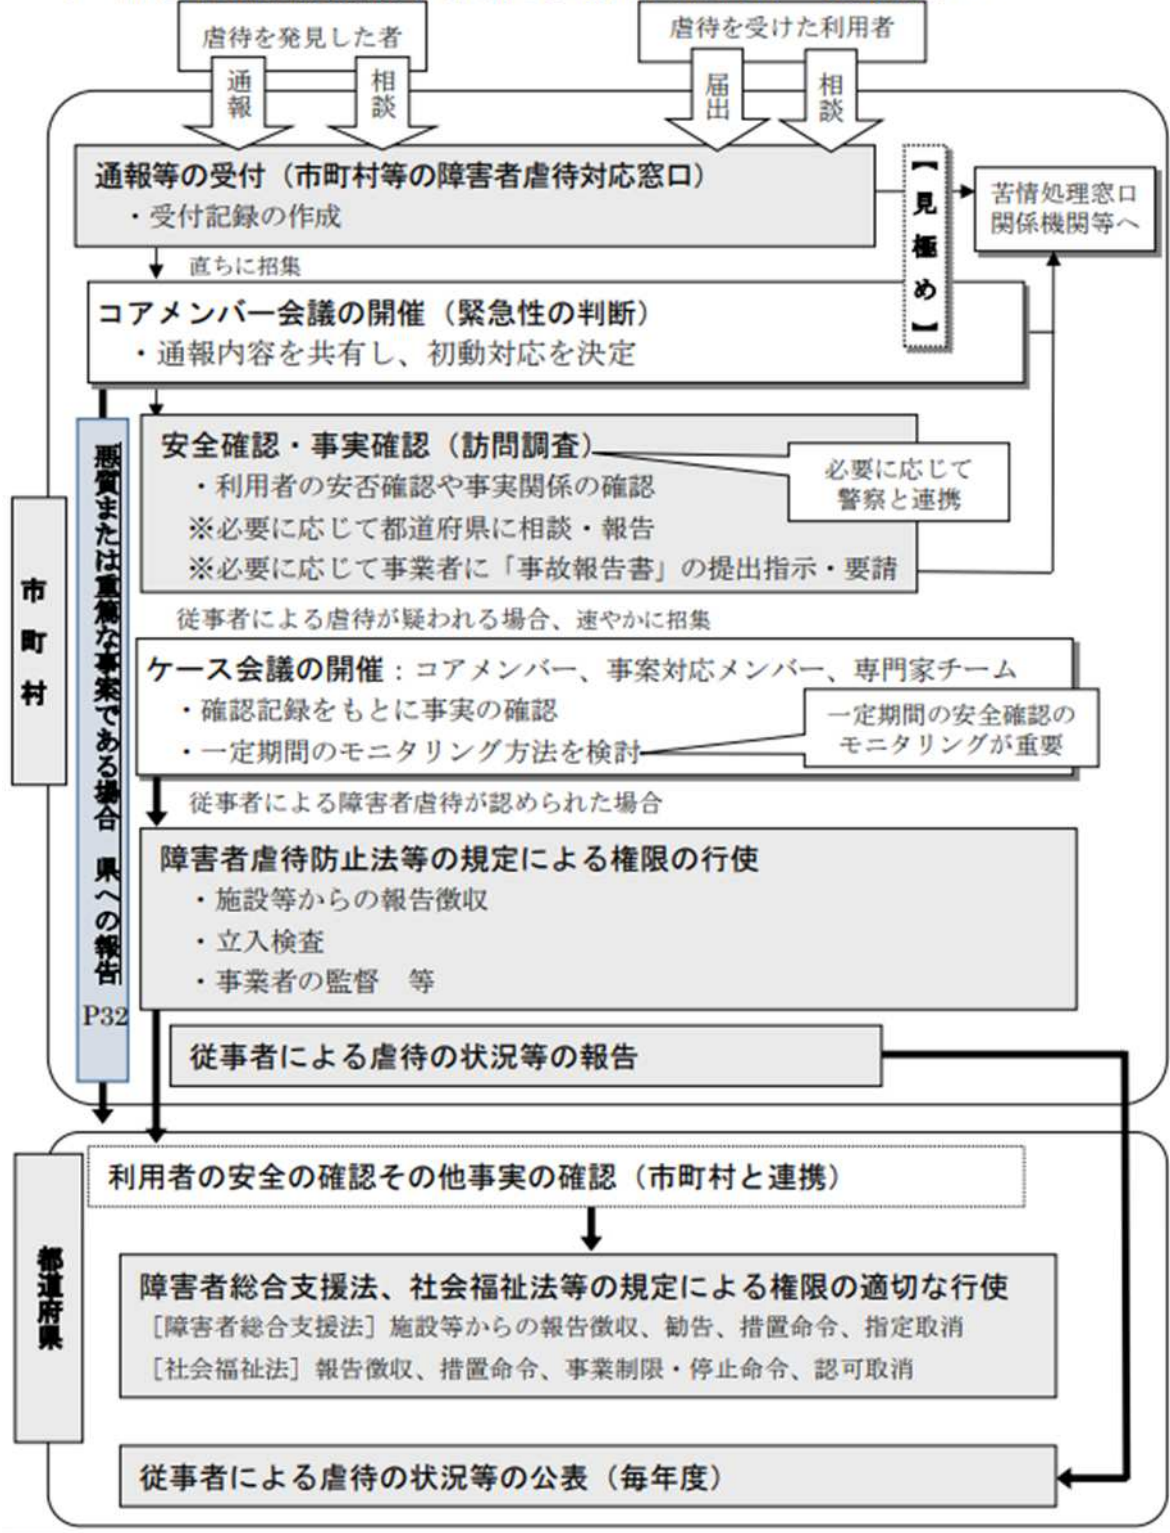 虐待を発見した者
虐待を受けた利用者
通報
相談
届出
相談
通報等の受付（市町村等の障害者虐待対応窓口）
・受付記録の作成
【見極め】
苦情処理窓口
関係機関等へ
直ちに招集
コアメンバー会議の開催（緊急性の判断）
・通報内容を共有し、初動対応を決定
安全確認・事実確認（訪問調査）
・利用者の安否確認や事実関係の確認
※必要に応じて都道府県に相談・報告
※必要に応じて事業者に「事故報告書」の提出指示・要請
必要に応じて
警察と連携
従事者による虐待が疑われる場合、速やかに招集
ケース会議の開催：コアメンバー、事案対応メンバー、専門家チーム
・確認記録をもとに事実の確認
・一定期間のモニタリング方法を検討
一定期間の安全確認の
モニタリングが重要
従事者による障害者虐待が認められた場合
障害者虐待防止法等の規定による権限の行使
・施設等からの報告徴収
・立入検査
・事業者の監督　等
従事者による虐待の状況等の報告
悪質または重篤な事案である場合　県への報告
P32
市町村
利用者の安全の確認その他事実の確認（市町村と連携）
障害者総合支援法、社会福祉法等の規定による権限の適切な行使
［障害者総合支援法］施設等からの報告徴収、勧告、措置命令、指定取消
［社会福祉法］報告徴収、措置命令、事業制限・停止命令、認可取消
従事者による虐待の状況等の公表（毎年度）
都道府県